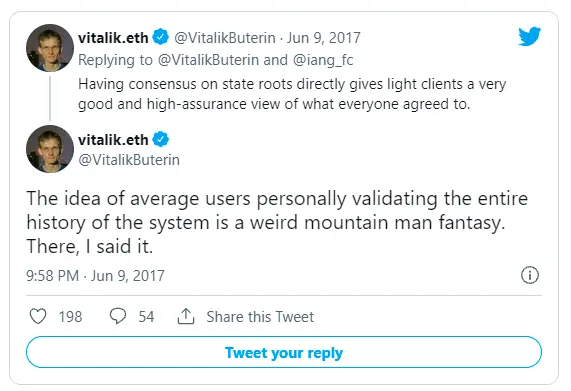 vitalik.eth @VitalikButerin · Jun 9, 2017
Replying to @VitalikButerin and @iang_fc
Having consensus on state roots directly gives light clients a very
good and high-assurance view of what everyone agreed to.
vitalik.eth
@VitalikButerin
The idea of average users personally validating the entire
history of the system is a weird mountain man fantasy.
There, I said it.
9:58 PM · Jun 9, 2017
198 54 Share this Tweet
Tweet your reply